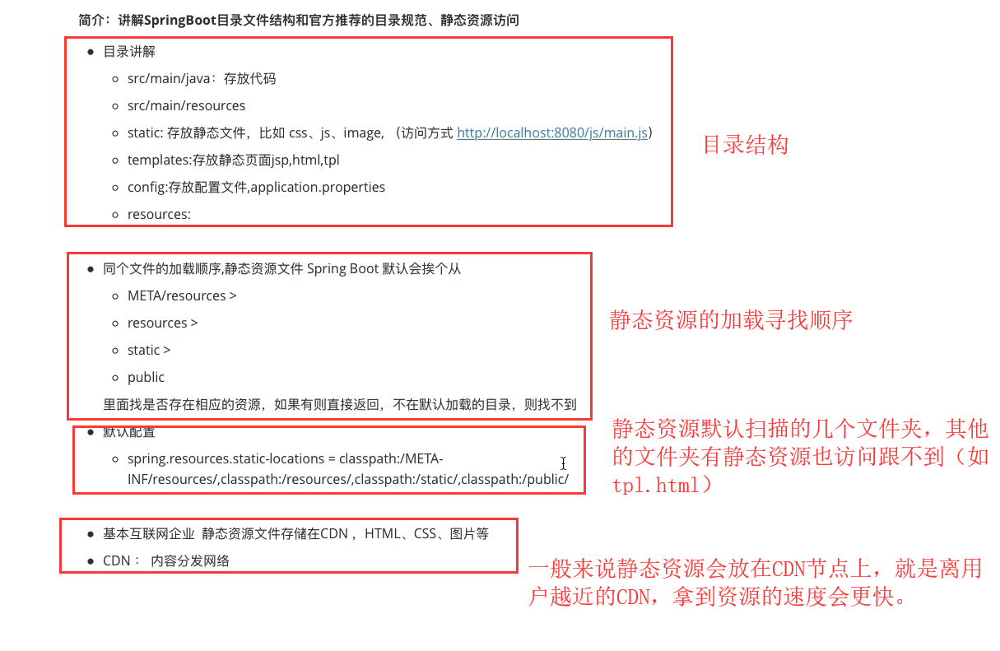 简介：讲解SpringBoot目录文件结构和官方推荐的目录规范、静态资源访问
目录讲解
src/main/java：存放代码
src/main/resources
static: 存放静态文件，比如 css、js、image, （访问方式 http://localhost:8080/js/main.js）
templates:存放静态页面jsp,html,tpl
config:存放配置文件,application.properties
resources:
目录结构
同个文件的加载顺序,静态资源文件 Spring Boot 默认会挨个从
META/resources >
resources >
static >
public
里面找是否存在相应的资源，如果有则直接返回，不在默认加载的目录，则找不到
静态资源的加载寻找顺序
默认配置
spring.resources.static-locations = classpath:/META-
INF/resources/,classpath:/resources/,classpath:/static/,classpath:/public/
静态资源默认扫描的几个文件夹，其他
的文件夹有静态资源也访问跟不到（如
tpl.html）
基本互联网企业 静态资源文件存储在CDN ，HTML、CSS、图片等
CDN： 内容分发网络
一般来说静态资源会放在CDN节点上，就是离用
户越近的CDN，拿到资源的速度会更快。